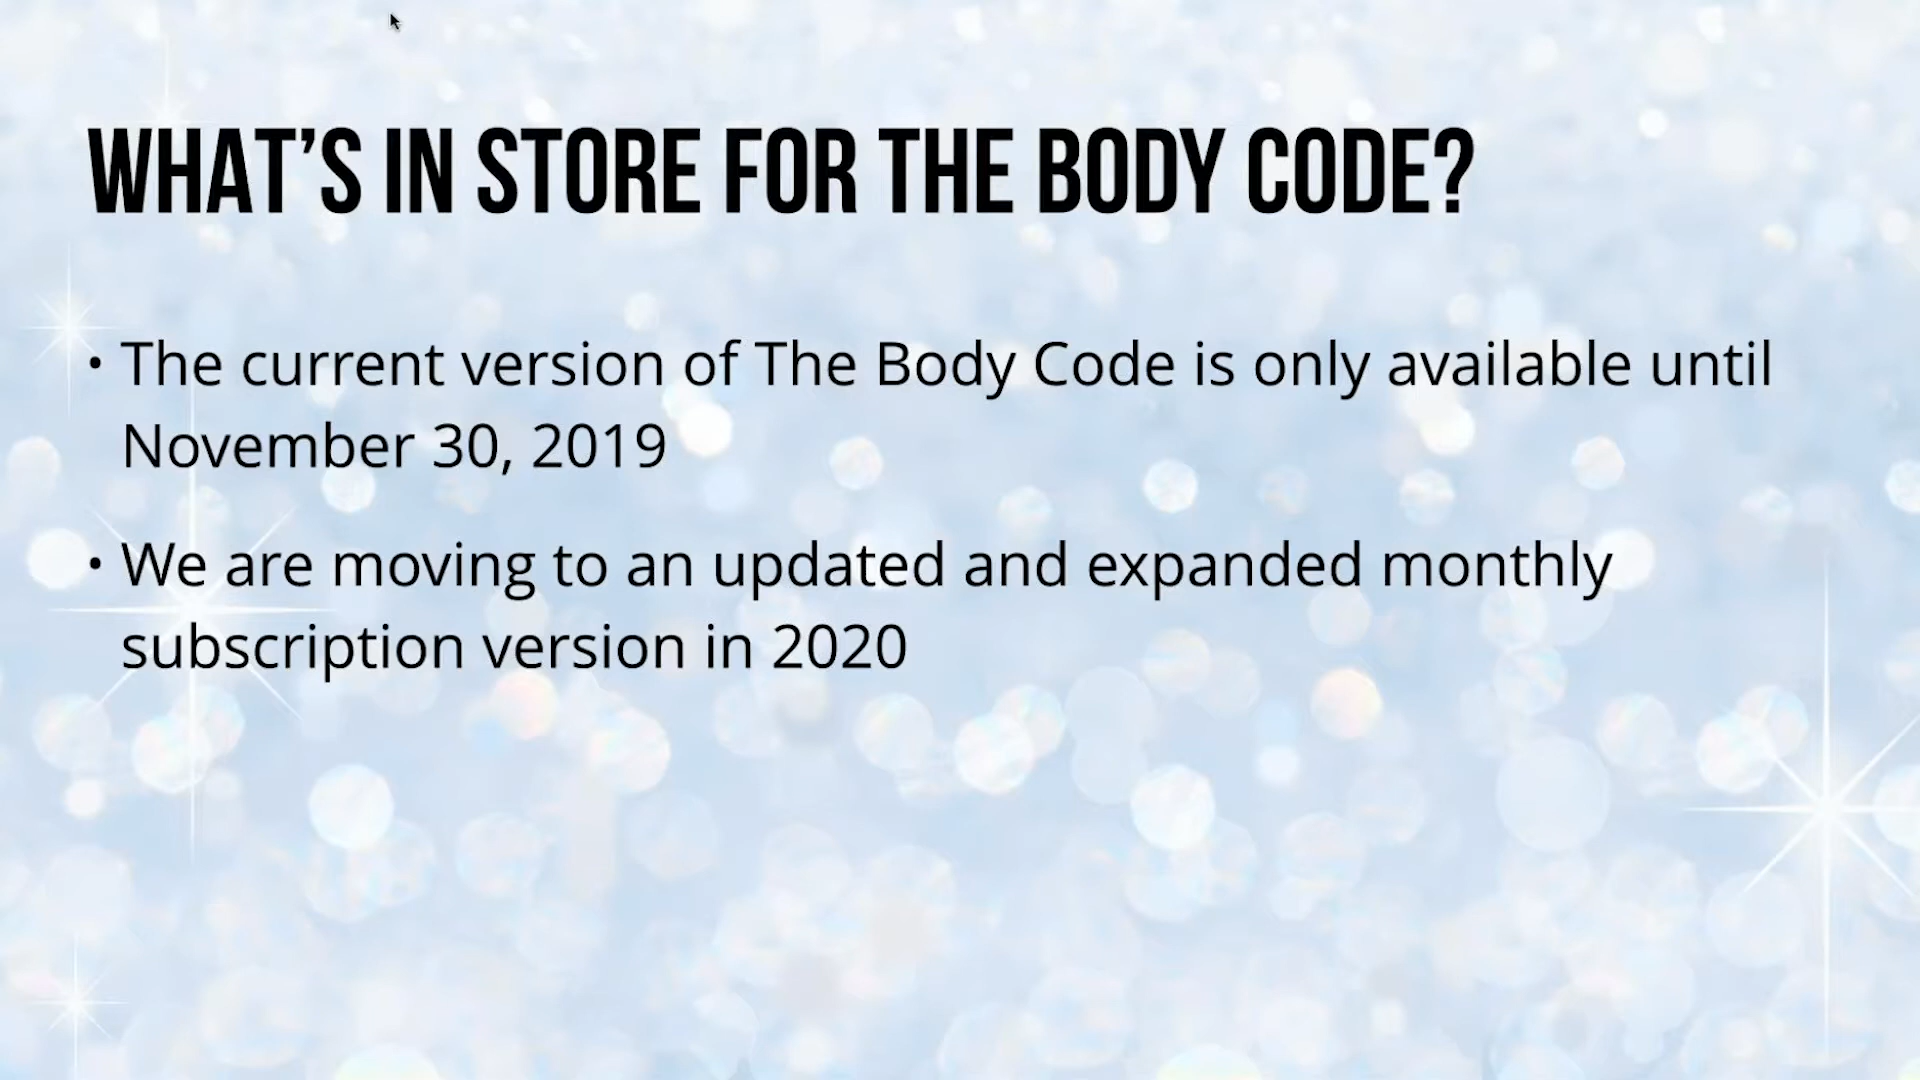 WHAT'S IN STORE FOR THE BODY CODE?
• The current version of The Body Code is only available until
November 30, 2019
• We are moving to an updated and expanded monthly
subscription version in 2020